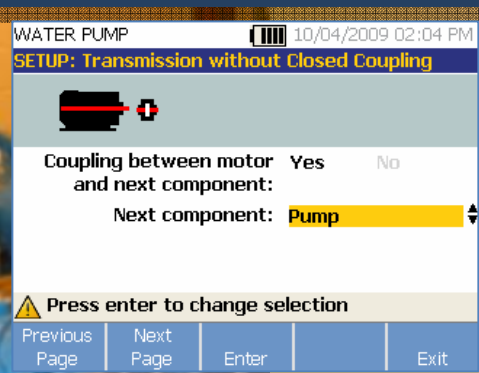 WATER PUMP 10/04/2009 02:04 PM
SETUP: Transmission without Closed Coupling
Coupling between motor Yes No
and next component:
Next component: Pump
Press enter to change selection
Previous Next
Page Page Enter Exit